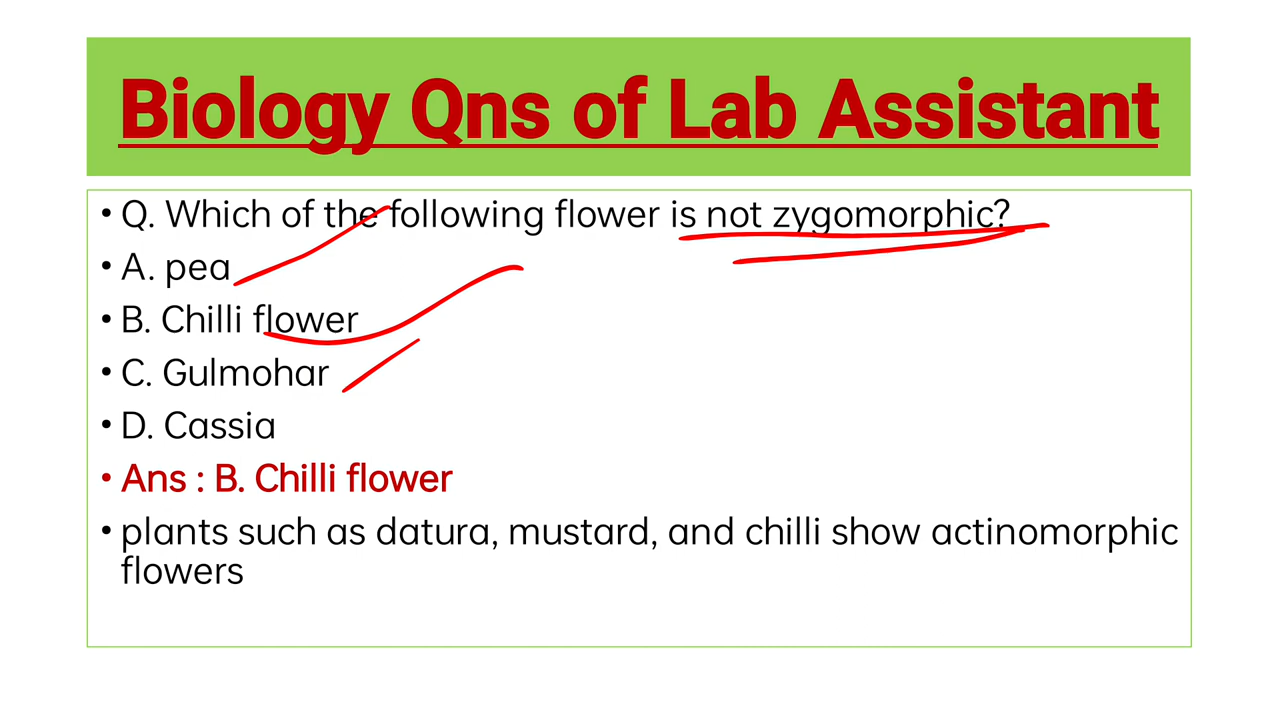 Biology Qns of Lab Assistant
• Q. Which of the following flower is not zygomorphic?
• A. pea
• B. Chilli flower
• C. Gulmohar
• D. Cassia
• Ans : B. Chilli flower
• plants such as datura, mustard, and chilli show actinomorphic
flowers